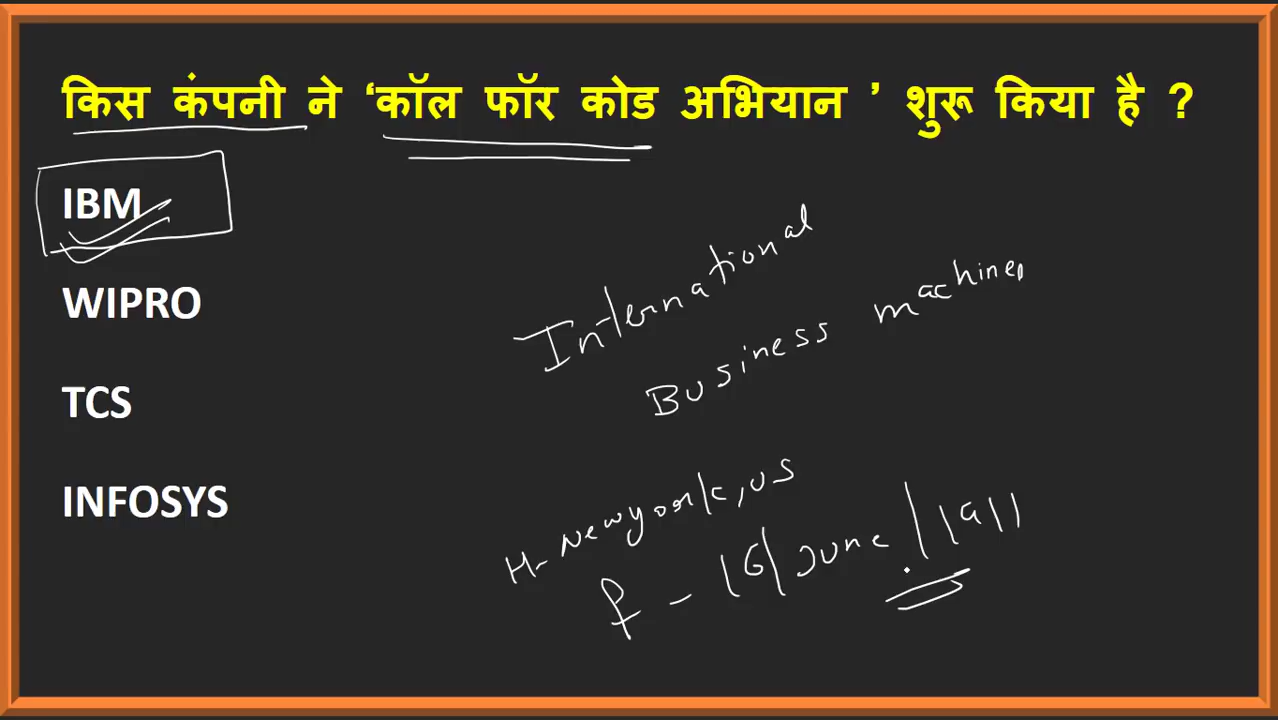 किस कंपनी ने ‘कॉल फॉर कोड अभियान ’ शुरू किया है ?
IBM
WIPRO
TCS
INFOSYS
International
Business machines
H- Newyork, US
f - 16/June/1911